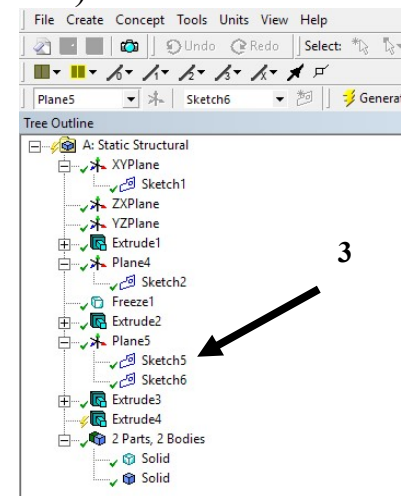 File Create Concept Tools Units View Help
Undo Redo Select:
Plane5 Sketch6 Generat
Tree Outline
A: Static Structural
XYPlane
Sketch1
ZXPlane
YZPlane
Extrude1
Plane4
3
Sketch2
Freeze1
Extrude2
Plane5
Sketch5
Sketch6
Extrude3
Extrude4
2 Parts, 2 Bodies
Solid
Solid